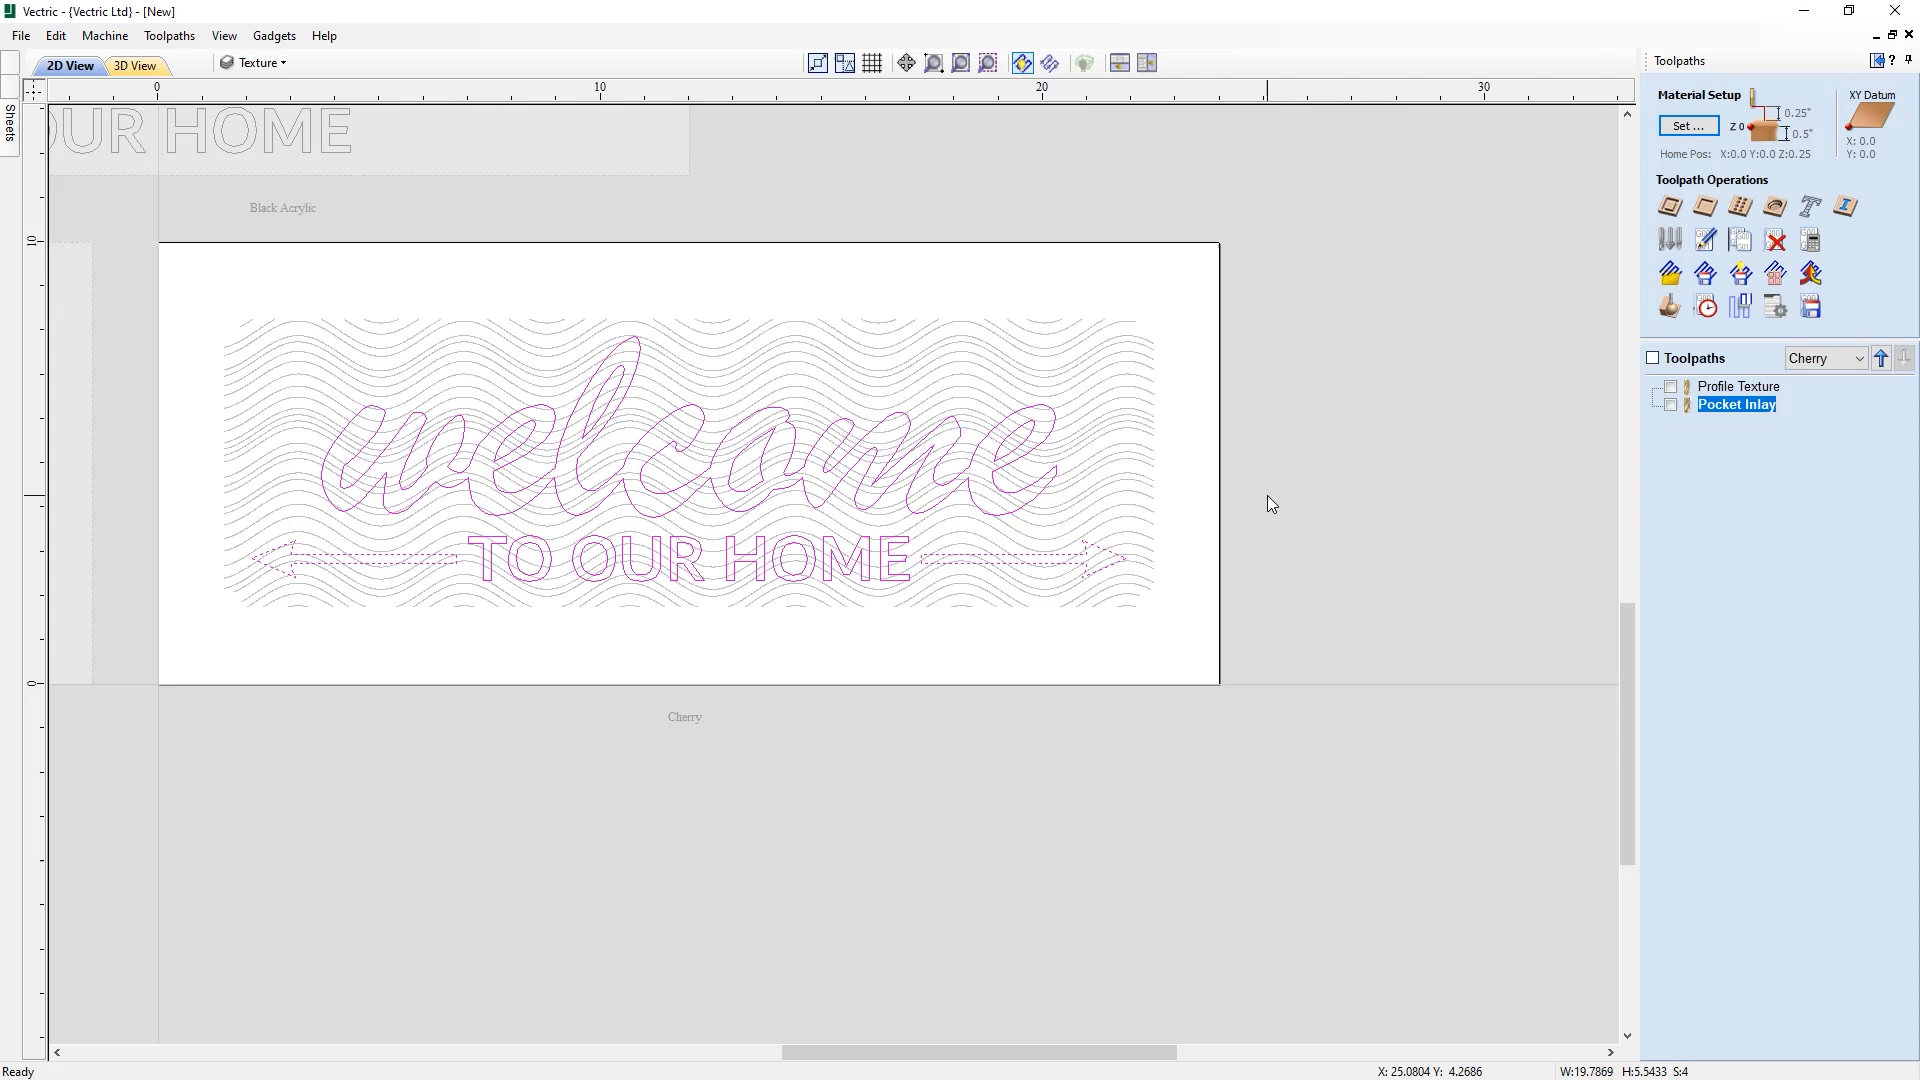 Vectric - {Vectric Ltd} - [New]
File Edit Machine Toolpaths View Gadgets Help
2D View 3D View Texture
Toolpaths
0 10 20 30
Sheets
Material Setup
XY Datum
Set ...
Z 0
0.25"
0.5"
X: 0.0
Y: 0.0
Home Pos: X:0.0 Y:0.0 Z:0.25
Toolpath Operations
OUR HOME
Black Acrylic
10
welcome
TO OUR HOME
0
Cherry
Toolpaths Cherry
Profile Texture
Pocket Inlay
Ready
X: 25.0804 Y: 4.2686
W:19.7869 H:5.5433 S:4